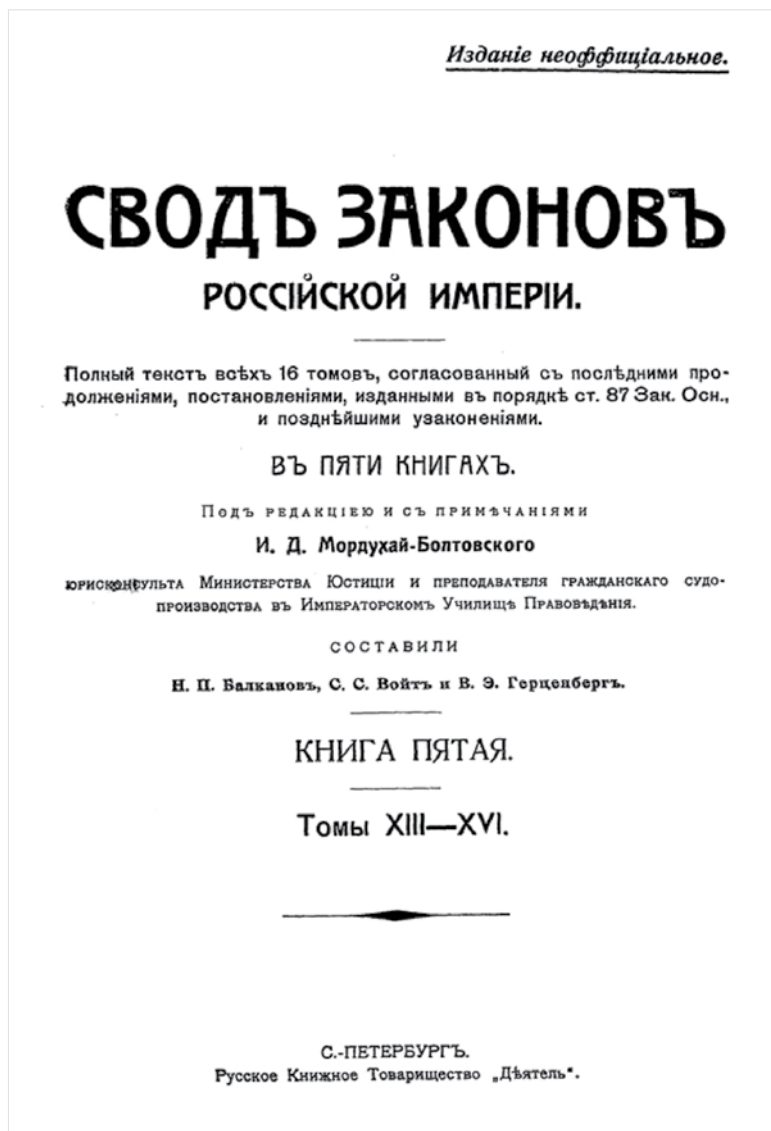 Изданіе неоффиціальное.
СВОДЪ ЗАКОНОВЪ
РОССІЙСКОЙ ИМПЕРІИ.
Полный текстъ всѣхъ 16 томовъ, согласованный съ послѣдними про-
должениями, постановленіями, изданными въ порядкѣ ст. 87 Зак. Осн.,
и позднѣйшими узаконеніями.
ВЪ ПЯТИ КНИГАХЪ.
Подъ редакціею и съ примѣчаніями
И. Д. Мордухай-Болтовского
юрисконсульта Министерства Юстиціи и преподавателя гражданскаго судо-
производства въ Императорскомъ Училищѣ Правовѣдѣнія.
СОСТАВИЛИ
Н. П. Балкановъ, С. С. Войтъ и В. Э. Герценбергъ.
КНИГА ПЯТАЯ.
Томы XIII—XVI.
С.-ПЕТЕРБУРГЪ.
Русское Книжное Товарищество „Дѣятель“.